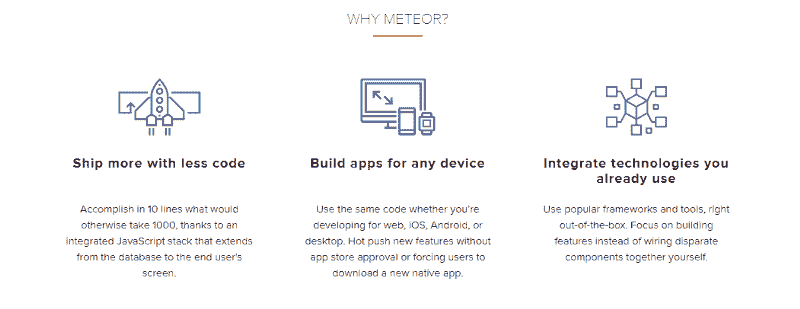 WHY METEOR?
Ship more with less code
Accomplish in 10 lines what would
otherwise take 1000, thanks to an
integrated JavaScript stack that extends
from the database to the end user's
screen.
Build apps for any device
Use the same code whether you're
developing for web, iOS, Android, or
desktop. Hot push new features without
app store approval or forcing users to
download a new native app.
Integrate technologies you
already use
Use popular frameworks and tools, right
out-of-the-box. Focus on building
features instead of wiring disparate
components together yourself.